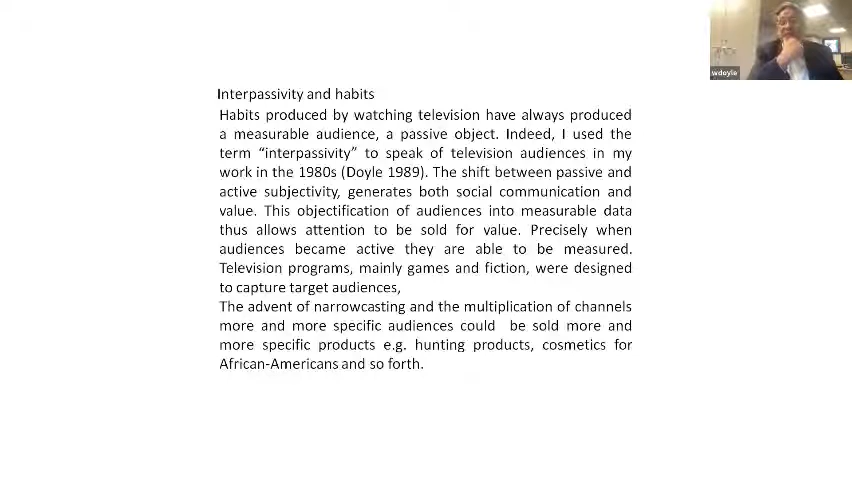 wdoyle
Interpassivity and habits
Habits produced by watching television have always produced
a measurable audience, a passive object. Indeed, I used the
term “interpassivity” to speak of television audiences in my
work in the 1980s (Doyle 1989). The shift between passive and
active subjectivity, generates both social communication and
value. This objectification of audiences into measurable data
thus allows attention to be sold for value. Precisely when
audiences became active they are able to be measured.
Television programs, mainly games and fiction, were designed
to capture target audiences,
The advent of narrowcasting and the multiplication of channels
more and more specific audiences could be sold more and
more specific products e.g. hunting products, cosmetics for
African-Americans and so forth.